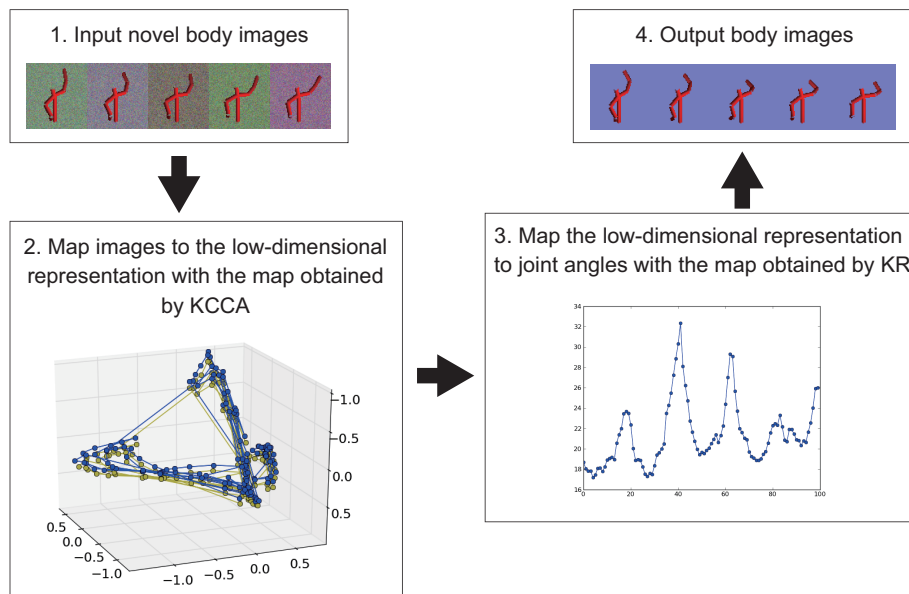 1. Input novel body images
4. Output body images
2. Map images to the low-dimensional
representation with the map obtained
by KCCA
−1.0
−0.5
0.0
0.5
0.5
0.0
−0.5
−1.0
−1.0
−0.5
0.0
0.5
3. Map the low-dimensional representation
to joint angles with the map obtained by KR
34
32
30
28
26
24
22
20
18
16
0 20 40 60 80 100